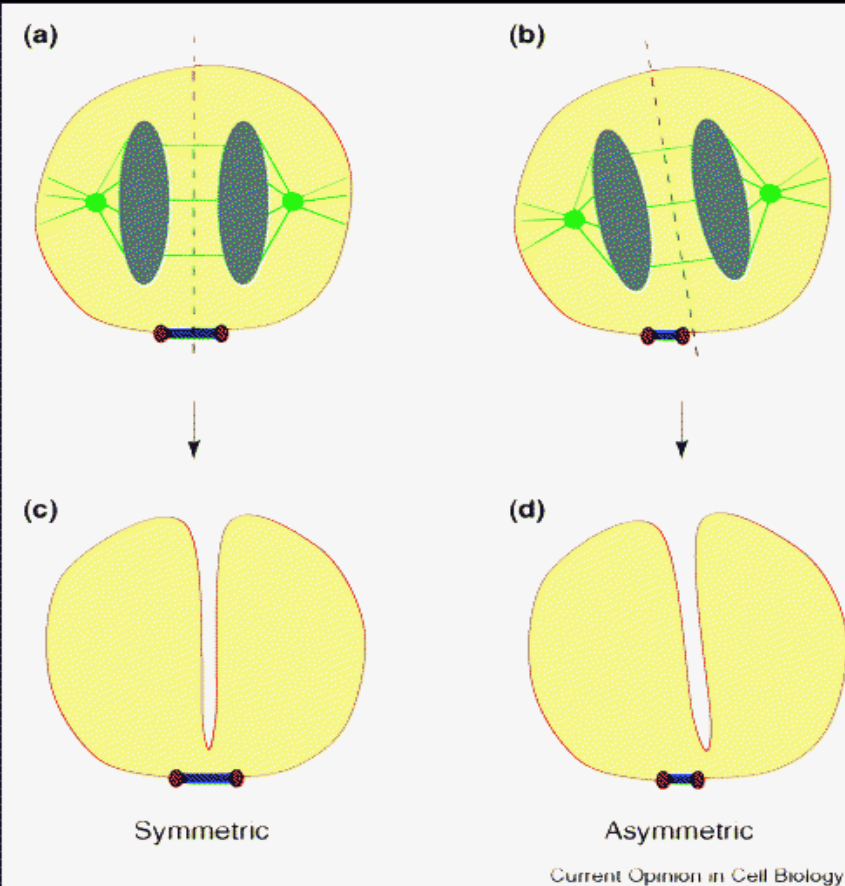 (a)
(b)
(c)
(d)
Symmetric
Asymmetric
Current Opinion in Cell Biology